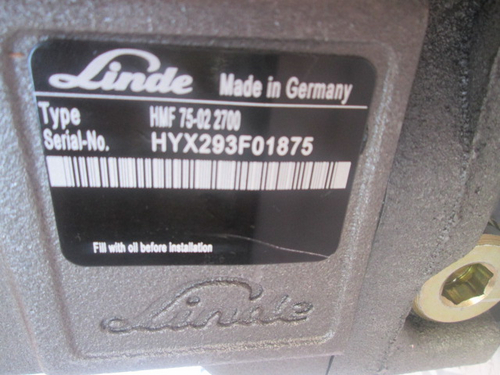 Linde Made in Germany
Type HMF 75-02 2700
Serial-No. HYX293F01875
Fill with oil before installation
Linde